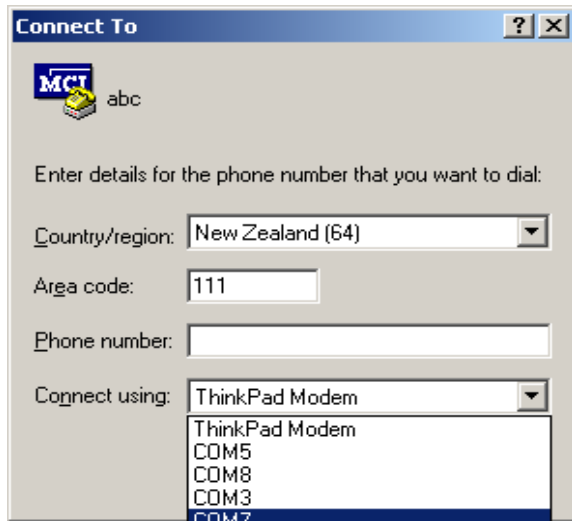 Connect To
MCI
abc
Enter details for the phone number that you want to dial:
Country/region: New Zealand (64)
Area code: 111
Phone number:
Connect using: ThinkPad Modem
ThinkPad Modem
COM5
COM8
COM3
COM7